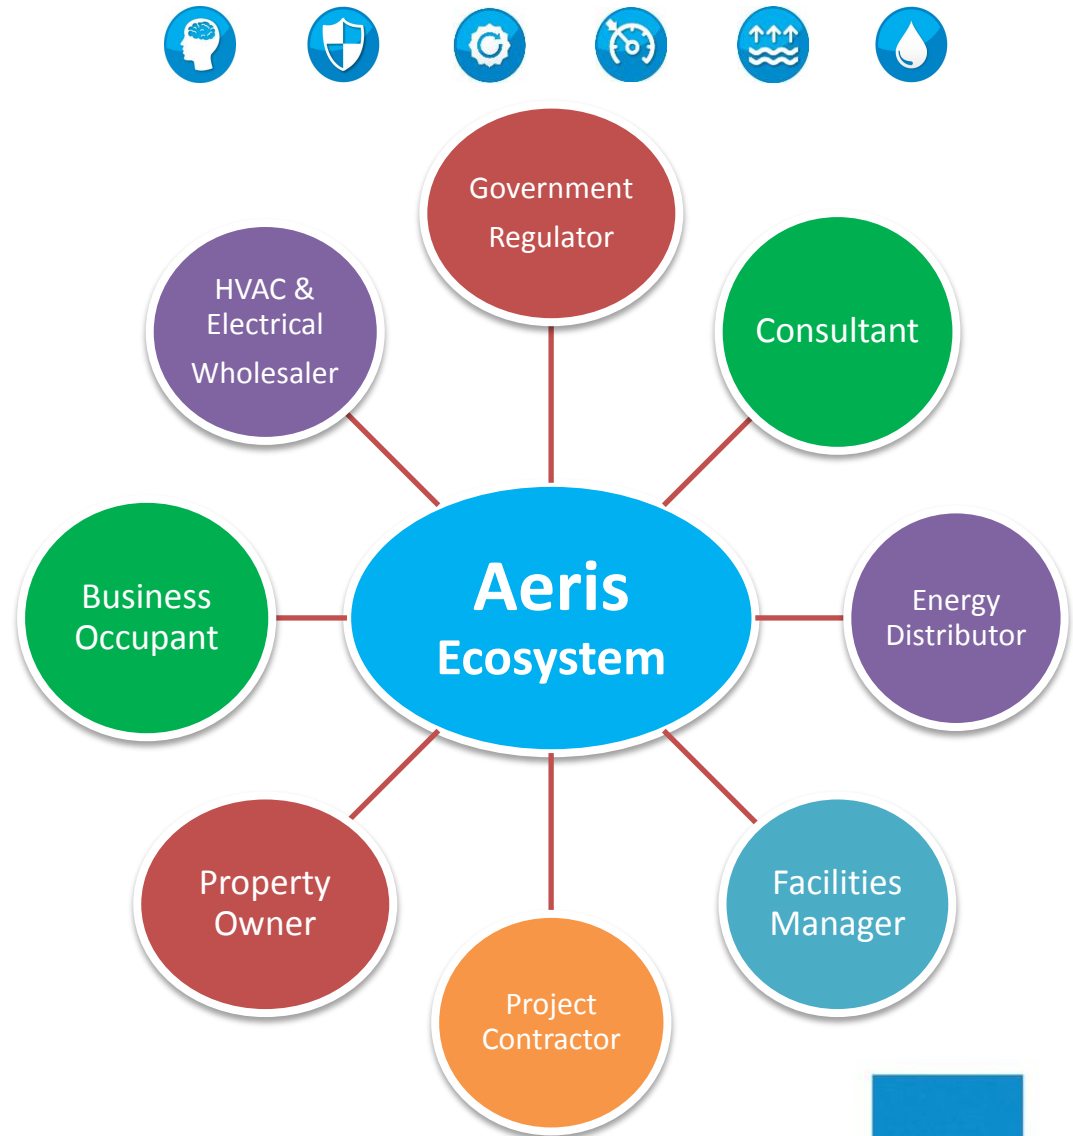 Government
Regulator
HVAC &
Electrical
Wholesaler
Consultant
Aeris
Ecosystem
Business
Occupant
Energy
Distributor
Property
Owner
Facilities
Manager
Project
Contractor